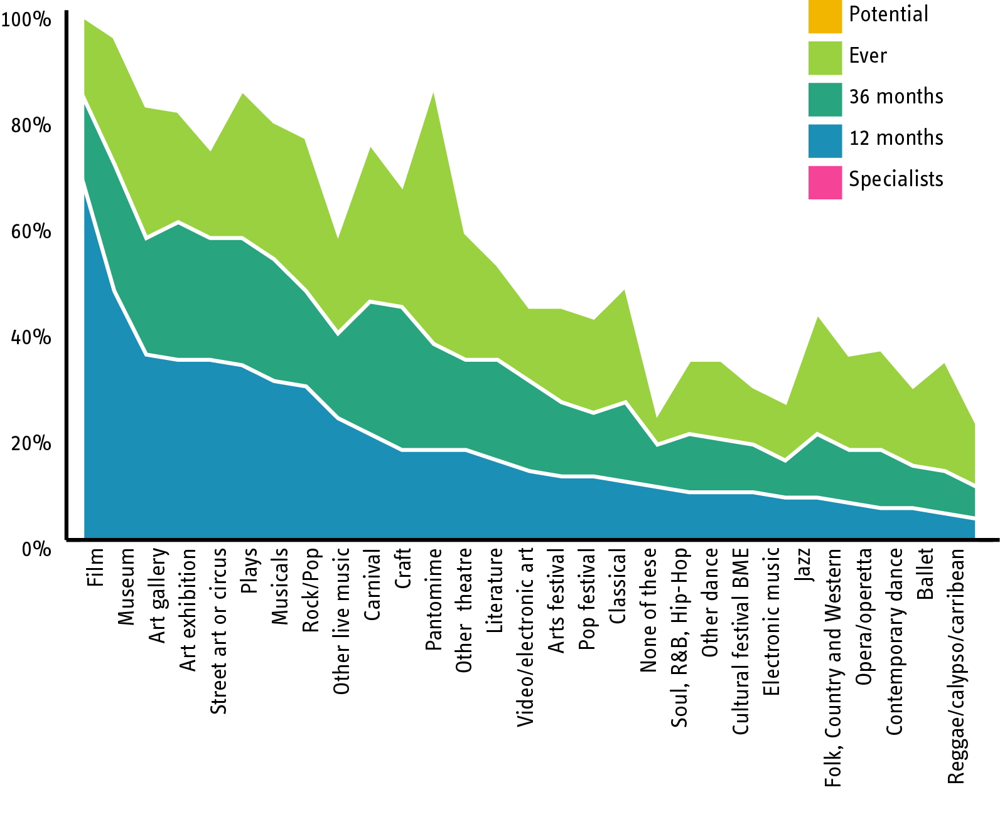 100%
80%
60%
40%
20%
0%
Potential
Ever
36 months
12 months
Specialists
Film
Museum
Art gallery
Art exhibition
Street art or circus
Plays
Musicals
Rock/Pop
Other live music
Carnival
Craft
Pantomime
Other theatre
Literature
Video/electronic art
Arts festival
Pop festival
Classical
None of these
Soul, R&B, Hip-Hop
Other dance
Cultural festival BME
Electronic music
Jazz
Folk, Country and Western
Opera/operetta
Contemporary dance
Ballet
Reggae/calypso/carribean